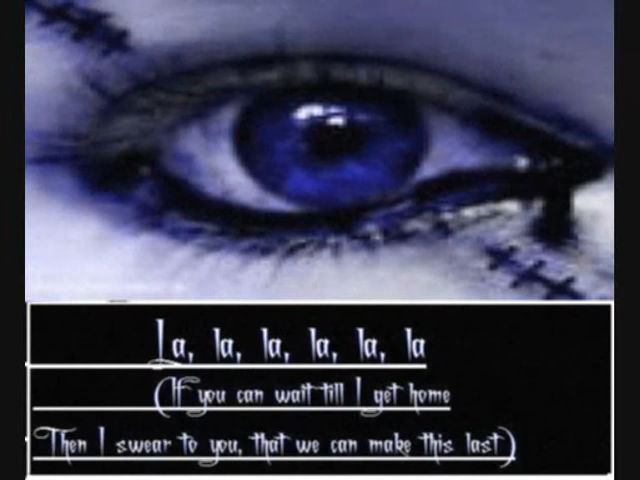 La, la, la, la, la, la
(If you can wait till I get home
Then I swear to you, that we can make this last)